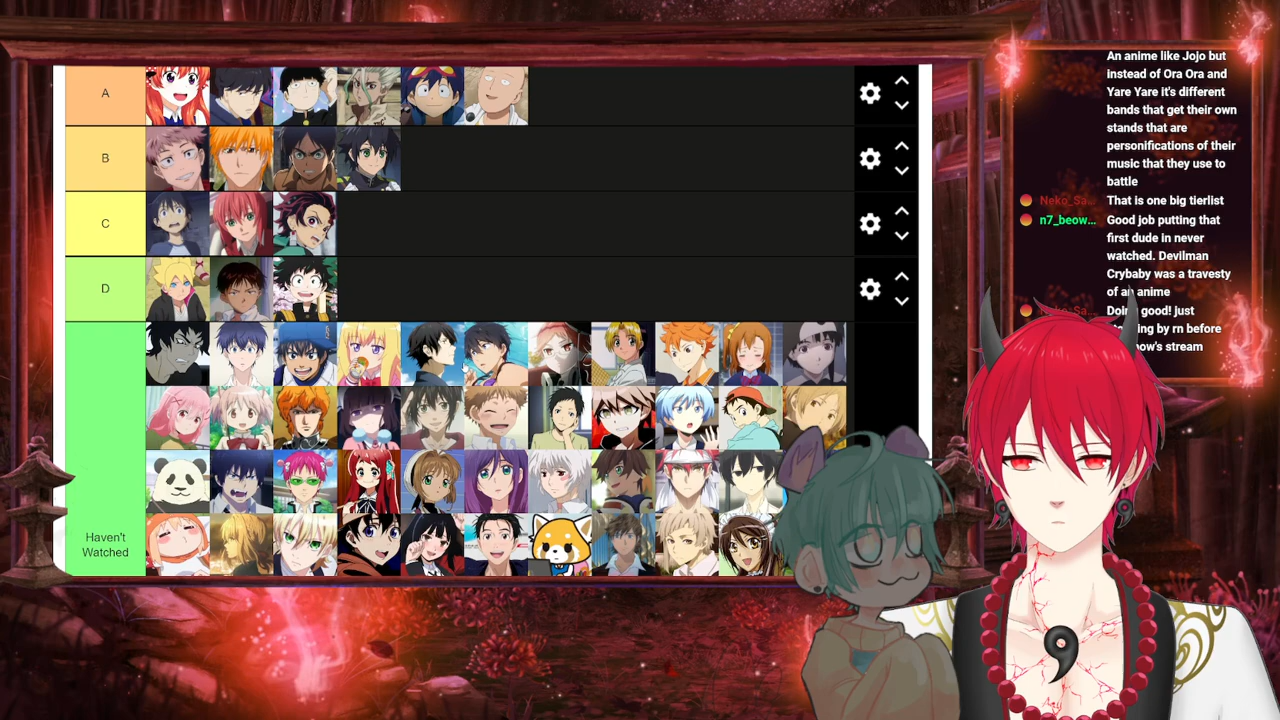 A
B
C
D
Haven't
Watched
An anime like Jojo but
instead of Ora Ora and
Yare Yare it's different
bands that get their own
stands that are
personifications of their
music that they use to
battle
Neko_Sa... That is one big tierlist
n7_beow... Good job putting that
first dude in never
watched. Devilman
Crybaby was a travesty
of an anime
good! just
by rn before
stream